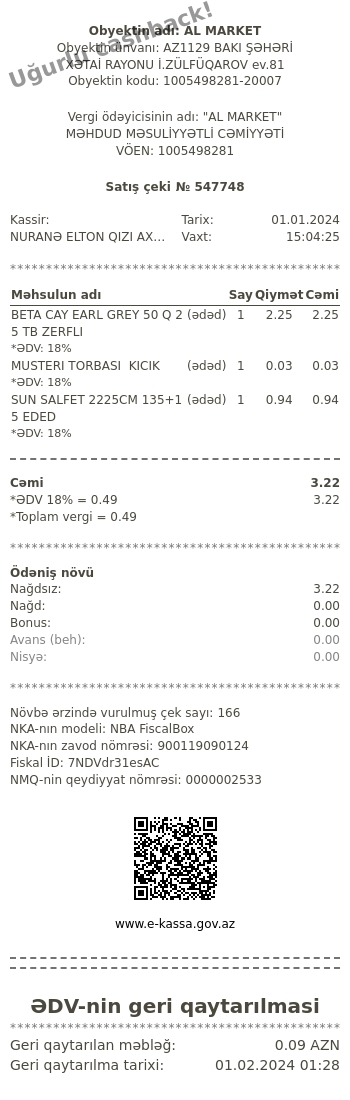 Uğurlu Cashback!
Obyektin adı: AL MARKET
Obyektin ünvanı: AZ1129 BAKI ŞƏHƏRİ
XƏTAİ RAYONU İ.ZÜLFÜQAROV ev.81
Obyektin kodu: 1005498281-20007
Vergi ödəyicisinin adı: "AL MARKET"
MƏHDUD MƏSULİYYƏTLİ CƏMİYYƏTİ
VÖEN: 1005498281
Satış çeki № 547748
Kassir: Tarix: 01.01.2024
NURANƏ ELTON QIZI AX... Vaxt: 15:04:25
**********************************************
Məhsulun adı Say Qiymət Cəmi
BETA CAY EARL GREY 50 Q 2 (ədəd) 1 2.25 2.25
5 TB ZERFLI
*ƏDV: 18%
MUSTERI TORBASI KICIK (ədəd) 1 0.03 0.03
*ƏDV: 18%
SUN SALFET 2225CM 135+1 (ədəd) 1 0.94 0.94
5 EDED
*ƏDV: 18%
Cəmi 3.22
*ƏDV 18% = 0.49 3.22
*Toplam vergi = 0.49
**********************************************
Ödəniş növü
Nağdsız: 3.22
Nağd: 0.00
Bonus: 0.00
Avans (beh): 0.00
Nisyə: 0.00
**********************************************
Növbə ərzində vurulmuş çek sayı: 166
NKA-nın modeli: NBA FiscalBox
NKA-nın zavod nömrəsi: 900119090124
Fiskal İD: 7NDVdr31esAC
NMQ-nin qeydiyyat nömrəsi: 0000002533
www.e-kassa.gov.az
ƏDV-nin geri qaytarılmasi
**********************************************
Geri qaytarılan məbləğ: 0.09 AZN
Geri qaytarılma tarixi: 01.02.2024 01:28